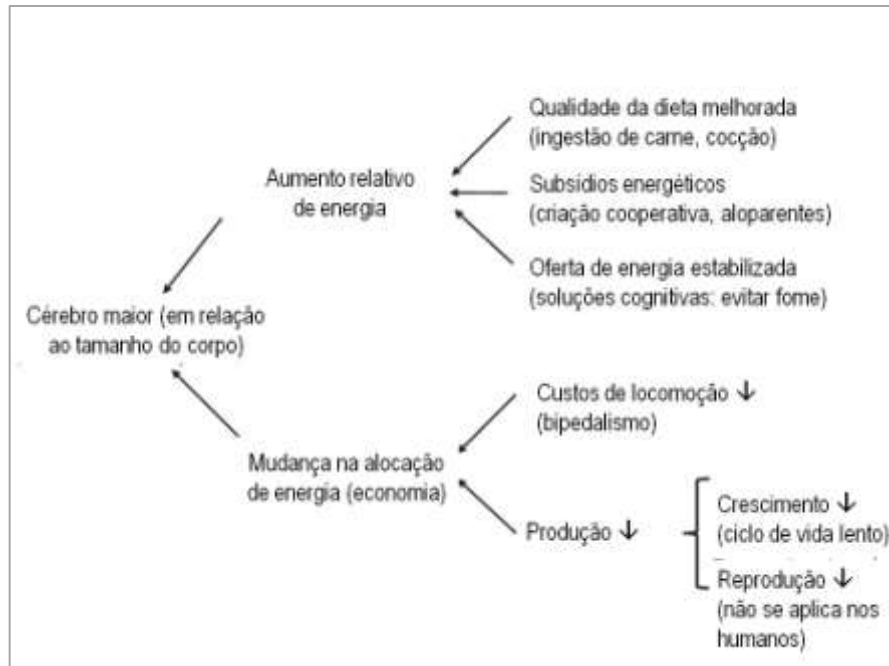 Qualidade da dieta melhorada
(ingestão de carne, cocção)
Aumento relativo
de energia
Subsídios energéticos
(criação cooperativa, aloparentes)
Oferta de energia estabilizada
(soluções cognitivas: evitar fome)
Cérebro maior (em relação
ao tamanho do corpo)
Custos de locomoção ↓
(bipedalismo)
Mudança na alocação
de energia (economia)
Produção ↓
Crescimento ↓
(ciclo de vida lento)
Reprodução ↓
(não se aplica nos
humanos)